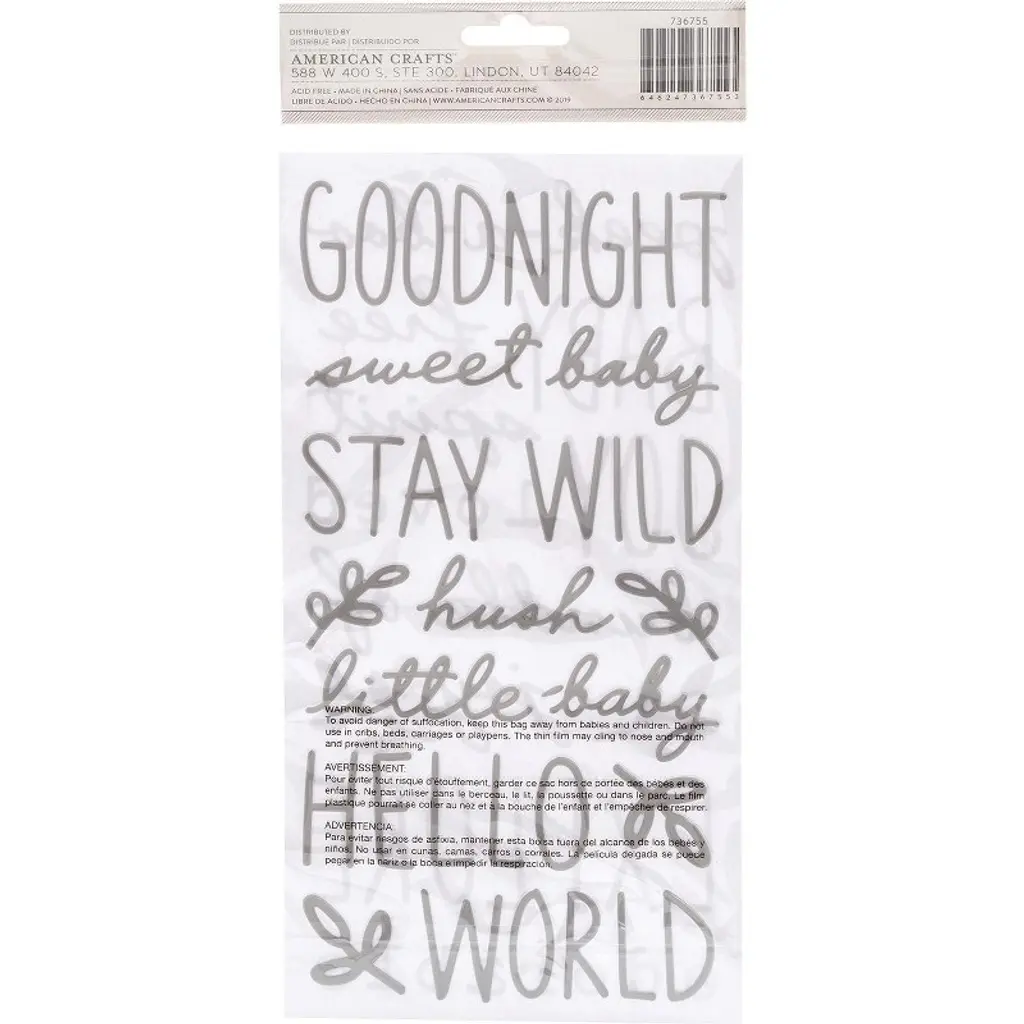 DISTRIBUTED BY
DISTRIBUÉ PAR | DISTRIBUIDO POR
AMERICAN CRAFTS™
588 W 400 S, STE 300, LINDON, UT 84042
ACID FREE • MADE IN CHINA | SANS ACIDE • FABRIQUÉ AUX CHINE
LIBRE DE ACIDO • HECHO EN CHINA | WWW.AMERICANCRAFTS.COM © 2019
736755
GOODNIGHT
sweet baby
STAY WILD
hush
little baby
WARNING:
To avoid danger of suffocation, keep this bag away from babies and children. Do not
use in cribs, beds, carriages or playpens. The thin film may cling to nose and mouth
and prevent breathing.
AVERTISSEMENT:
Pour éviter tout risque d'étouffement, garder ce sac hors de portée des bébés et des
enfants. Ne pas utiliser dans le berceau, le lit, la poussette ou dans le parc. Le film
plastique pourrait se coller au nez et à la bouche de l'enfant et l'empêcher de respirer.
ADVERTENCIA:
Para evitar riesgos de asfixia, mantener esta bolsa fuera del alcance de los bebés y
niños. No usar en cunas, camas, carros o corrales. La película delgada se puede
pegar en la nariz o la boca e impedir la respiración.
HELLO
WORLD